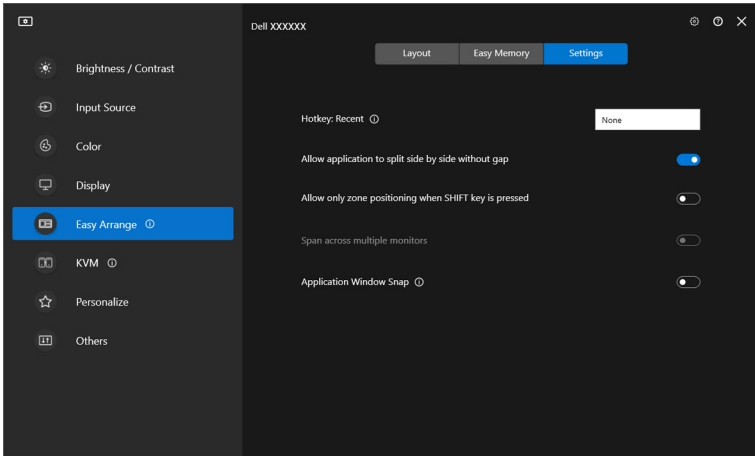 Dell XXXXXX
Layout
Easy Memory
Settings
Brightness / Contrast
Input Source
Color
Display
Easy Arrange
KVM
Personalize
Others
Hotkey: Recent
None
Allow application to split side by side without gap
Allow only zone positioning when SHIFT key is pressed
Span across multiple monitors
Application Window Snap